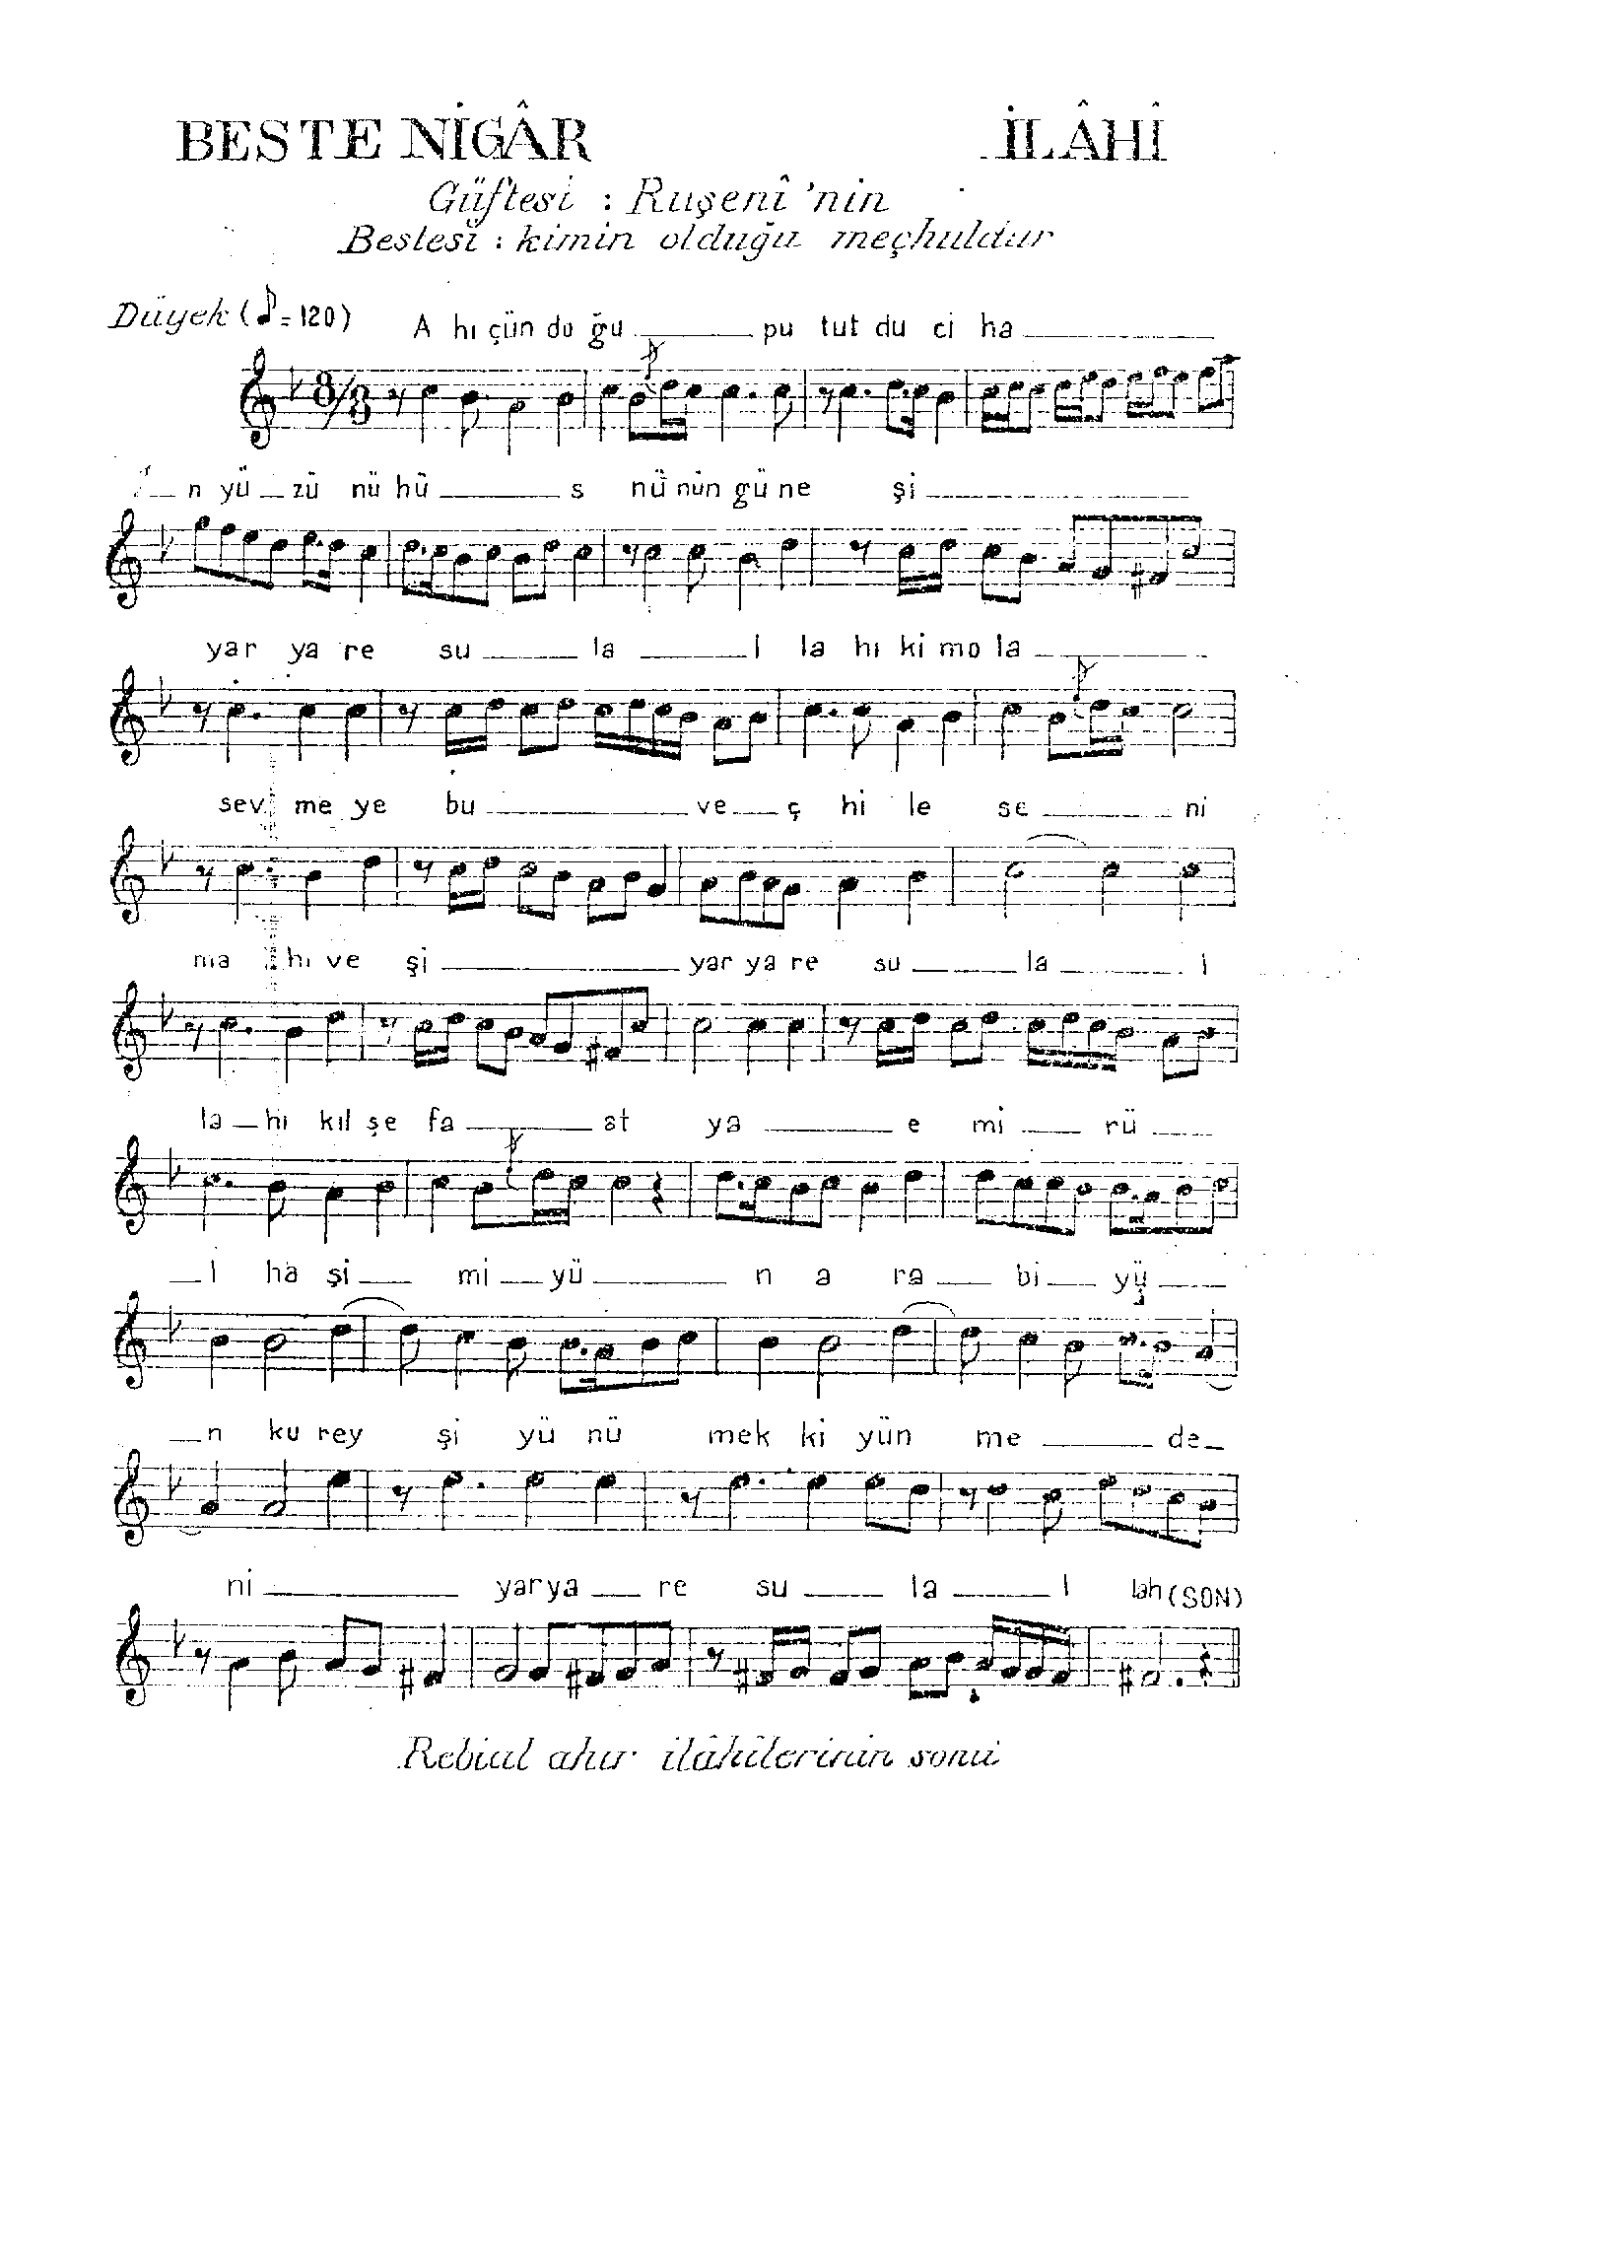 BESTE NİGÂR İLÂHÎ
Güftesi : Ruşenî 'nin
Bestesi : kimin olduğu meçhuldur
Düyek (♪ = 120) A hı çün do ğu pu tut du ci ha
n yü zü nü hü s nü nün gü ne şi
yar ya re su la l la hı ki mo la
sev me ye bu ve ç hi le se ni
ma hı ve şi yar ya re su la l
la hi kıl şe fa at ya e mi rü
l ha şi mi yü n a ra bi yü
n ku rey şi yü nü mek ki yün me de
ni yar ya re su la l lah (SON)
Rebiul ahır ilâhîlerinin sonu